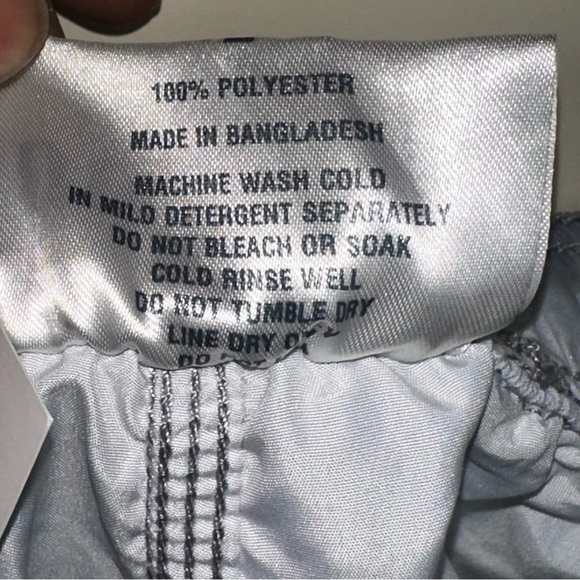 100% POLYESTER
MADE IN BANGLADESH
MACHINE WASH COLD
IN MILD DETERGENT SEPARATELY
DO NOT BLEACH OR SOAK
COLD RINSE WELL
DO NOT TUMBLE DRY
LINE DRY
DO